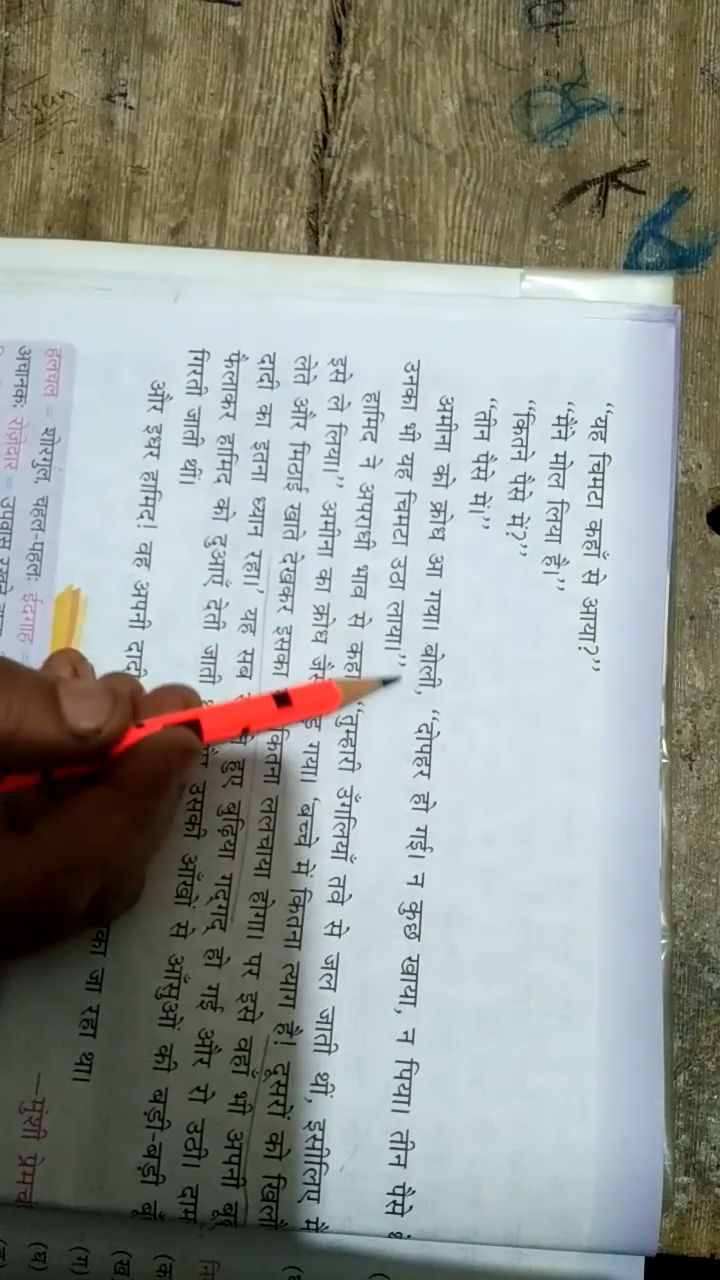 “यह चिमटा कहाँ से आया?”
“मैंने मोल लिया है।”
“कितने पैसे में?”
“तीन पैसे में।”
अमीना को क्रोध आ गया। बोली, “दोपहर हो गई। न कुछ खाया, न पिया। तीन पैसे थे
उनका भी यह चिमटा उठा लाया।”
हामिद ने अपराधी भाव से कहा “तुम्हारी उँगलियाँ तवे से जल जाती थीं, इसीलिए मैं
इसे ले लिया।” अमीना का क्रोध गया। ‘बच्चे में कितना त्याग है! दूसरों को खिलौ
लेते और मिठाई खाते देखकर इसका कितना ललचाया होगा। पर इसे वहाँ भी अपनी
दादी का इतना ध्यान रहा।’ यह सब हुए बुढ़िया गद्गद् हो गई और रो उठी। दाम
फैलाकर हामिद को दुआएँ देती जाती उसकी आँखों से आँसुओं की बड़ी-बड़ी बूँ
गिरती जाती थीं।
और इधर हामिद! वह अपनी का जा रहा था।
—मुंशी प्रेमचं
हलचल = शोरगुल, चहल-पहल; ईदगाह =
अचानक; रोज़ेदार = उपवास रखने
(क
(ख
(ग)
(घ)
K